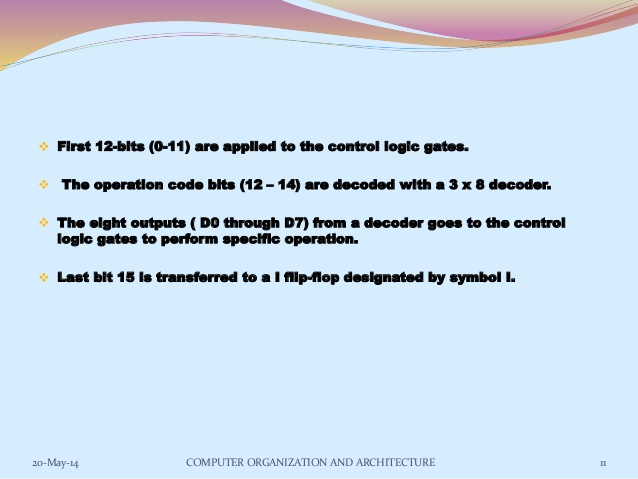 First 12-bits (0-11) are applied to the control logic gates.
The operation code bits (12 – 14) are decoded with a 3 x 8 decoder.
The eight outputs ( D0 through D7) from a decoder goes to the control
logic gates to perform specific operation.
Last bit 15 is transferred to a I flip-flop designated by symbol I.
20-May-14 COMPUTER ORGANIZATION AND ARCHITECTURE 11